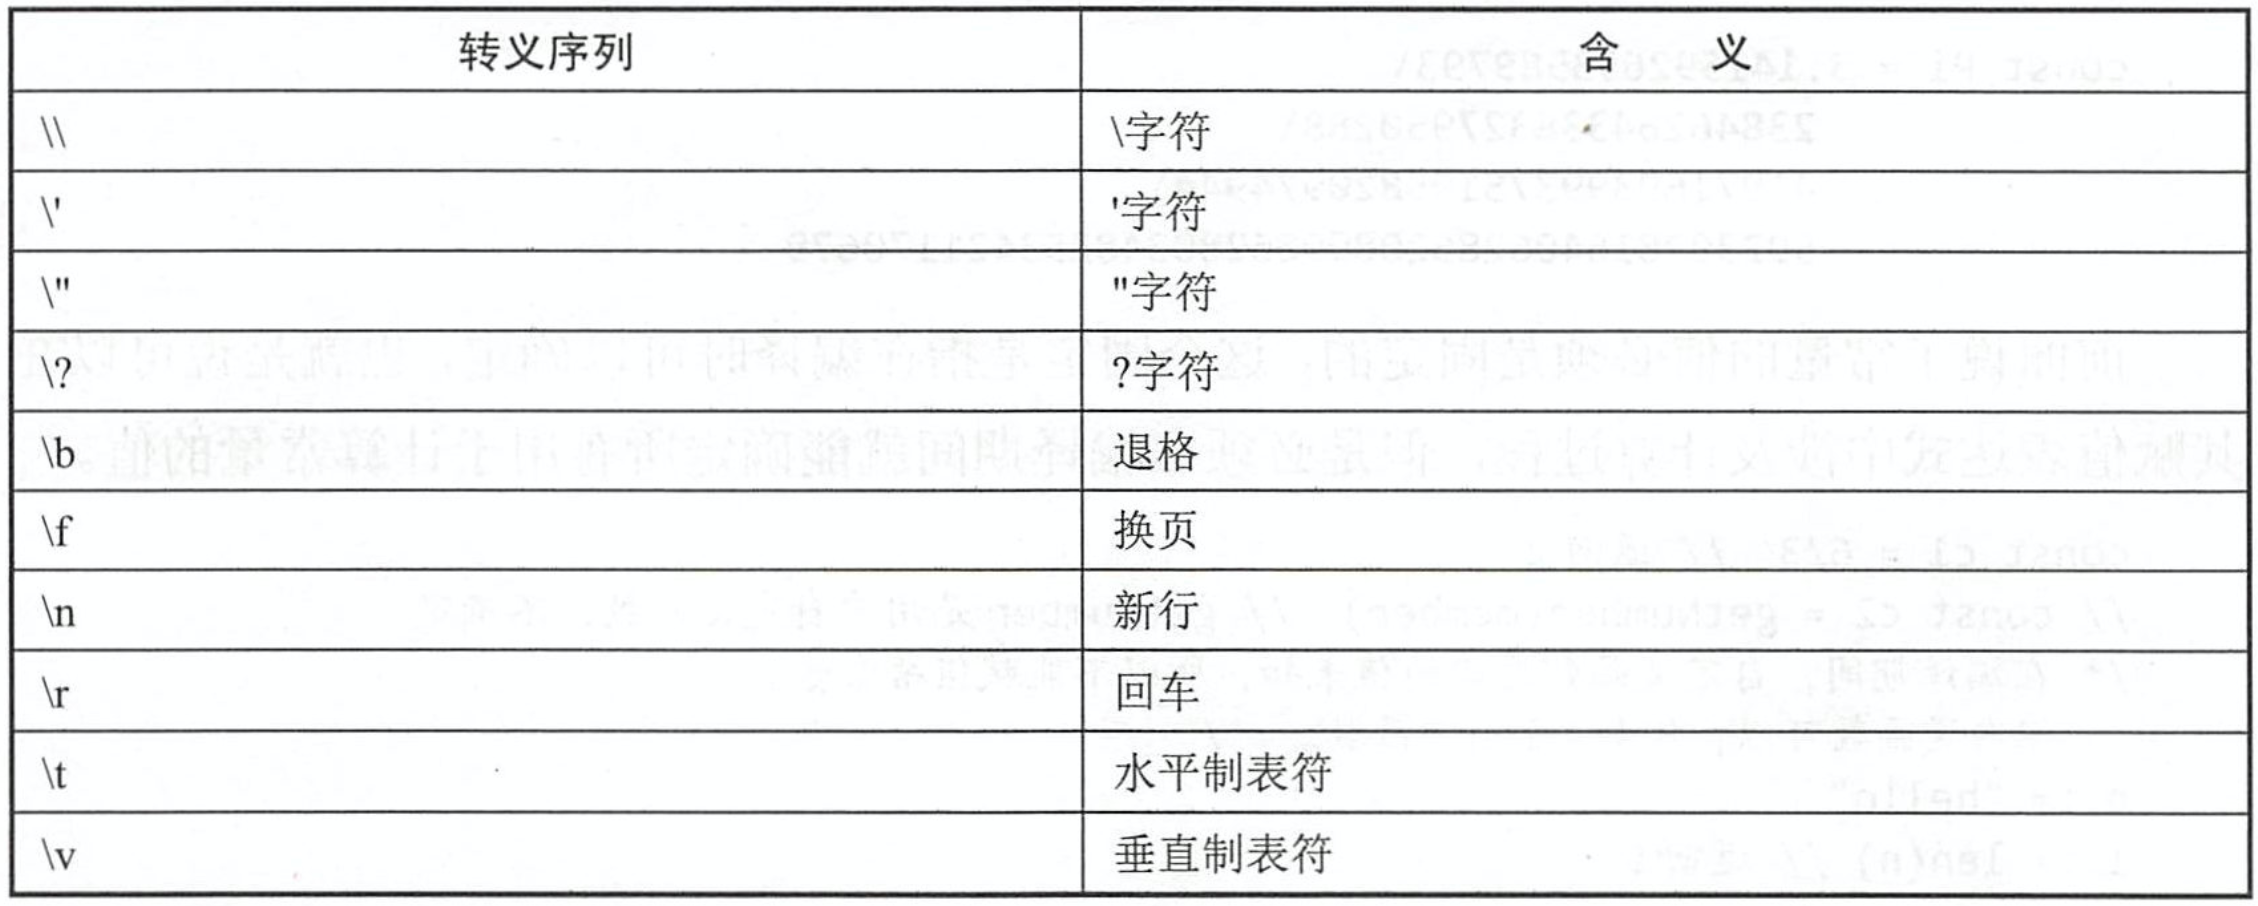 转义序列 含 义
\\ \字符
\' '字符
\" "字符
\? ?字符
\b 退格
\f 换页
\n 新行
\r 回车
\t 水平制表符
\v 垂直制表符